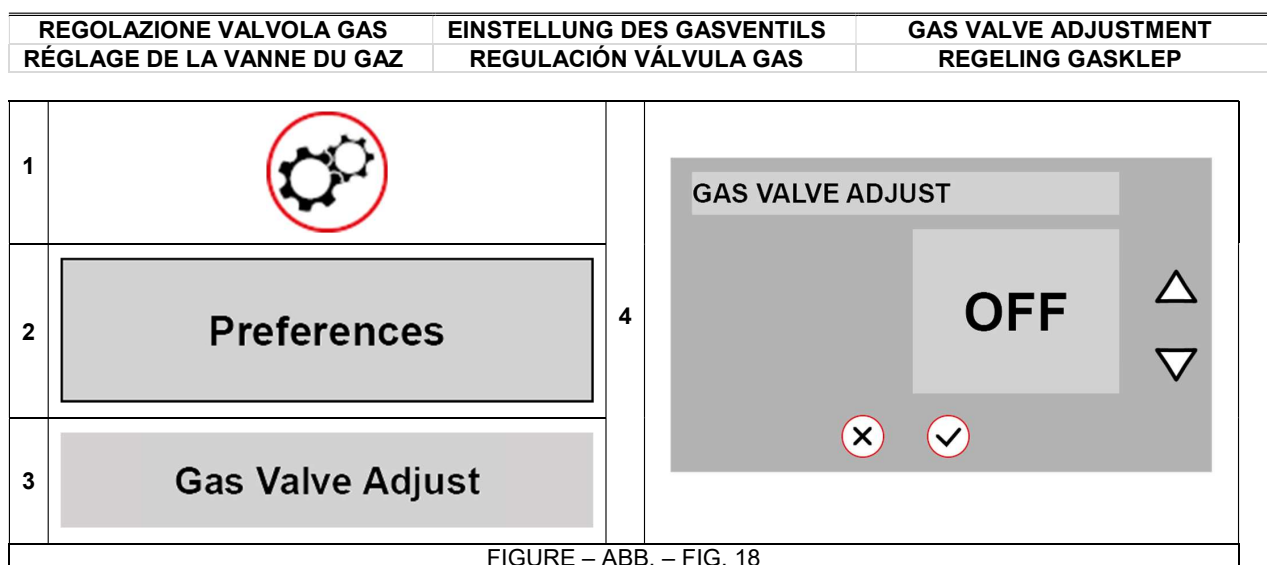 REGOLAZIONE VALVOLA GAS EINSTELLUNG DES GASVENTILS GAS VALVE ADJUSTMENT
RÉGLAGE DE LA VANNE DU GAZ REGULACIÓN VÁLVULA GAS REGELING GASKLEP
1
2 Preferences
3 Gas Valve Adjust
4
GAS VALVE ADJUST
OFF
FIGURE – ABB. – FIG. 18